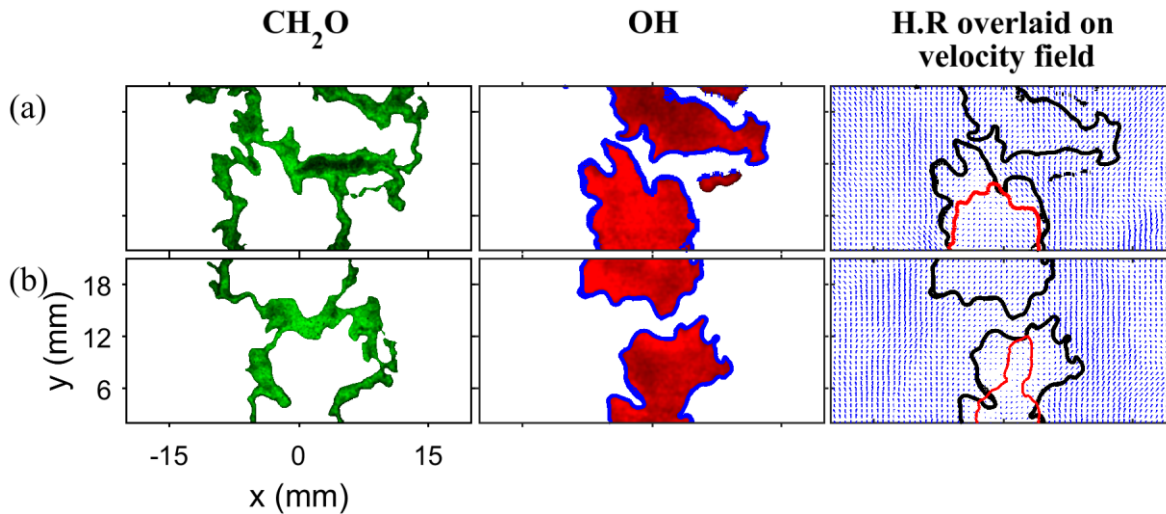 CH₂O
OH
H.R overlaid on
velocity field
(a)
(b)
18
12
6
y (mm)
-15 0 15
x (mm)